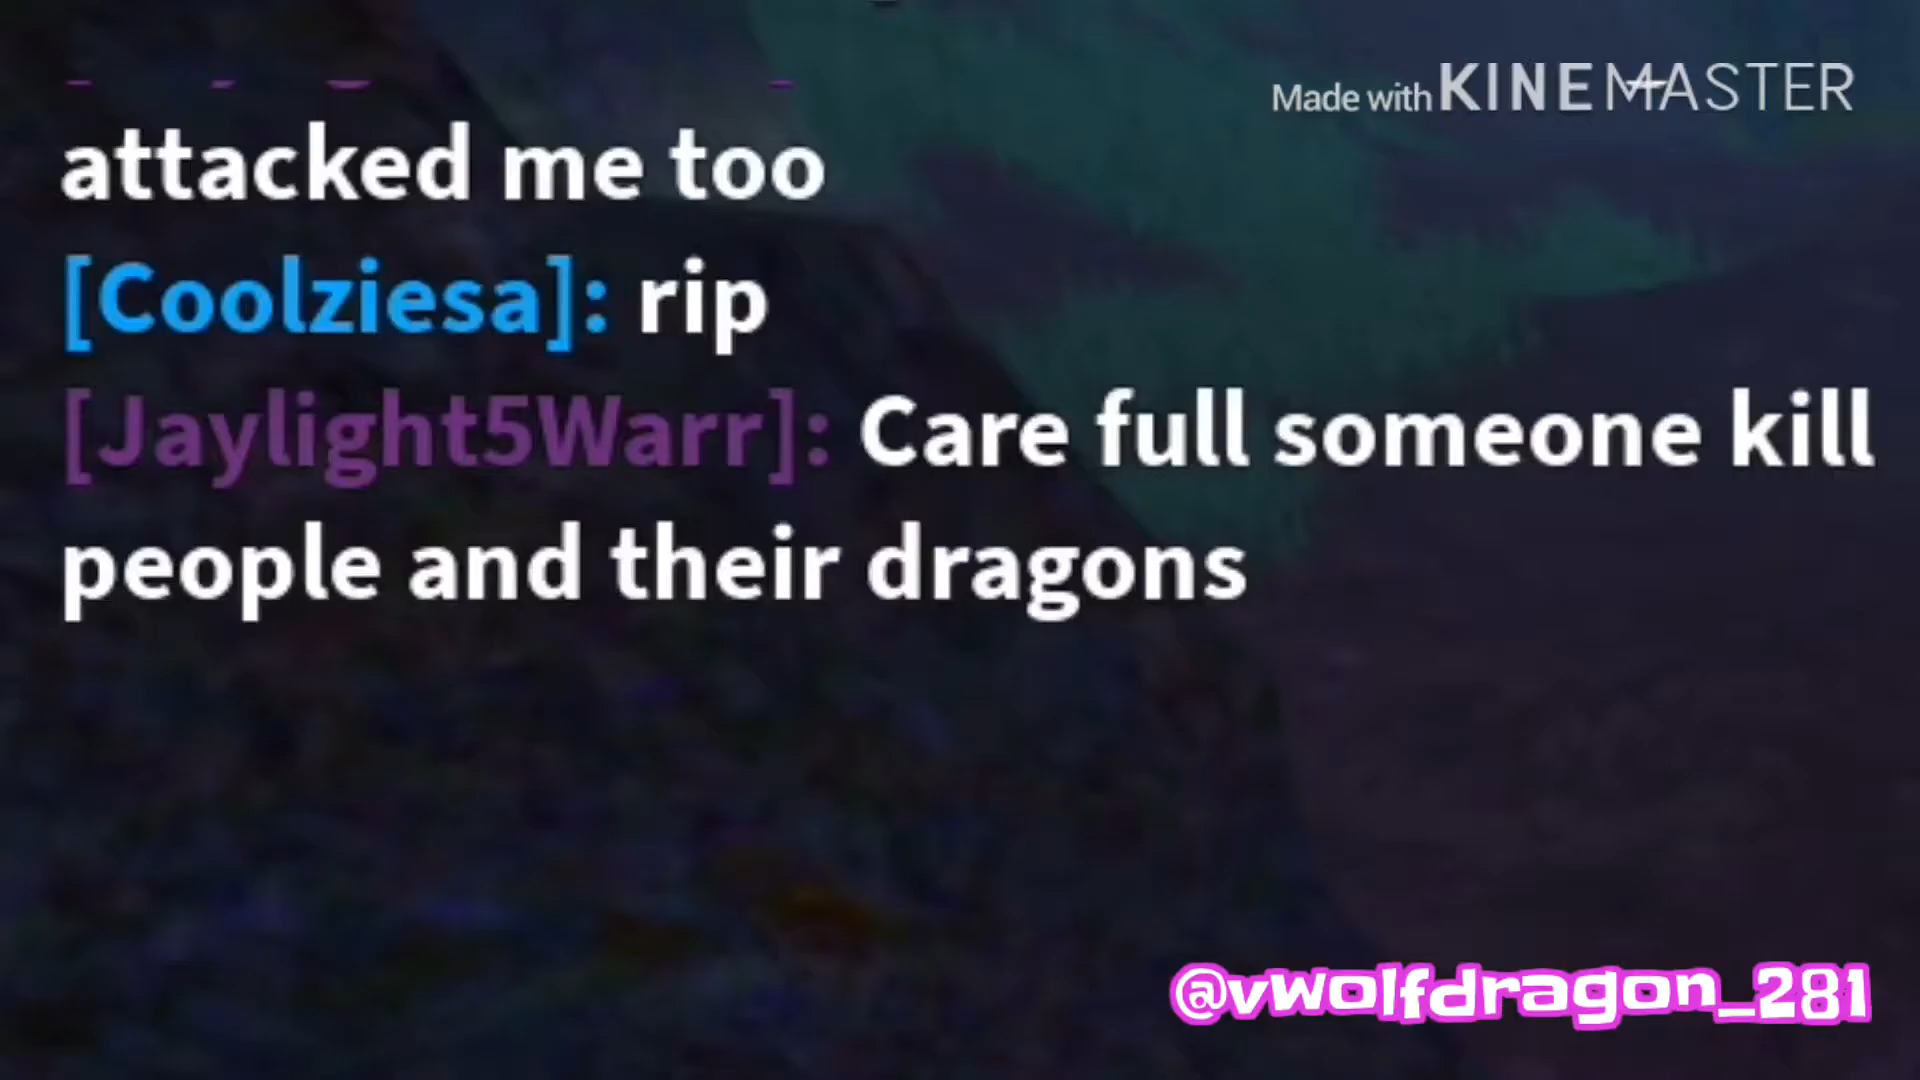 Made with KINEMASTER
attacked me too
[Coolziesa]: rip
[Jaylight5Warr]: Care full someone kill
people and their dragons
@vwolfdragon_281